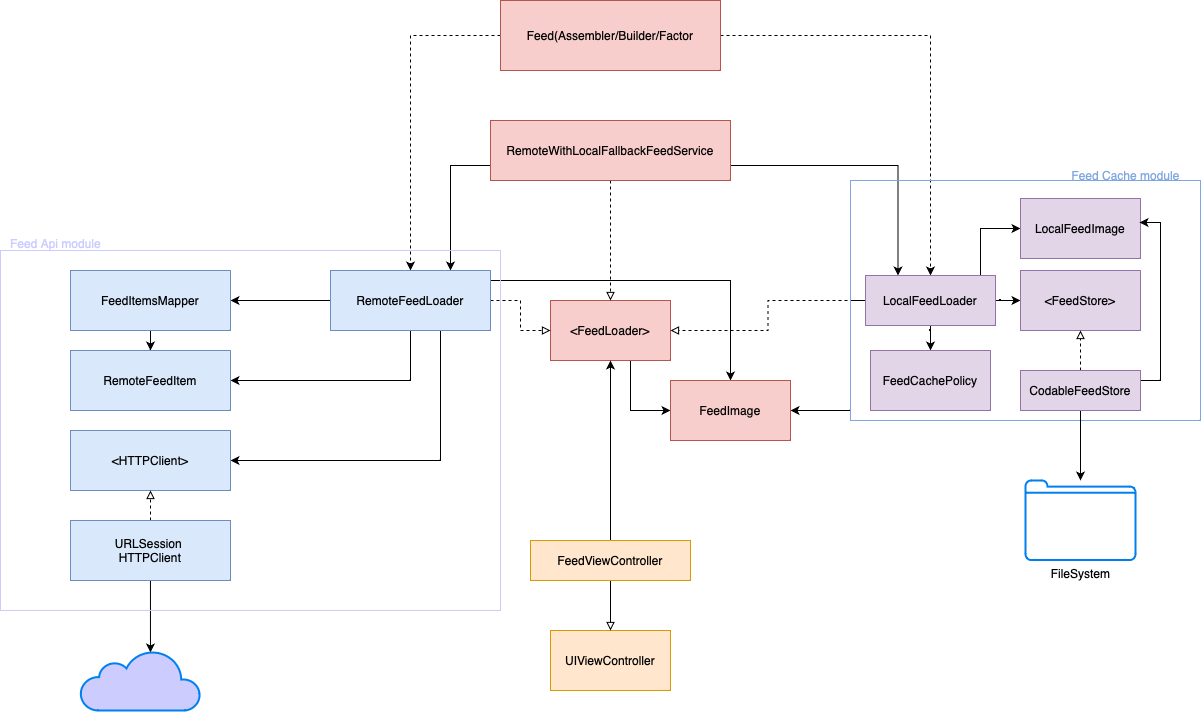 Feed(Assembler/Builder/Factor
RemoteWithLocalFallbackFeedService
Feed Cache module
LocalFeedImage
Feed Api module
FeedItemsMapper
RemoteFeedLoader
<FeedLoader>
LocalFeedLoader
<FeedStore>
RemoteFeedItem
FeedImage
FeedCachePolicy
CodableFeedStore
<HTTPClient>
URLSession
HTTPClient
FeedViewController
FileSystem
UIViewController